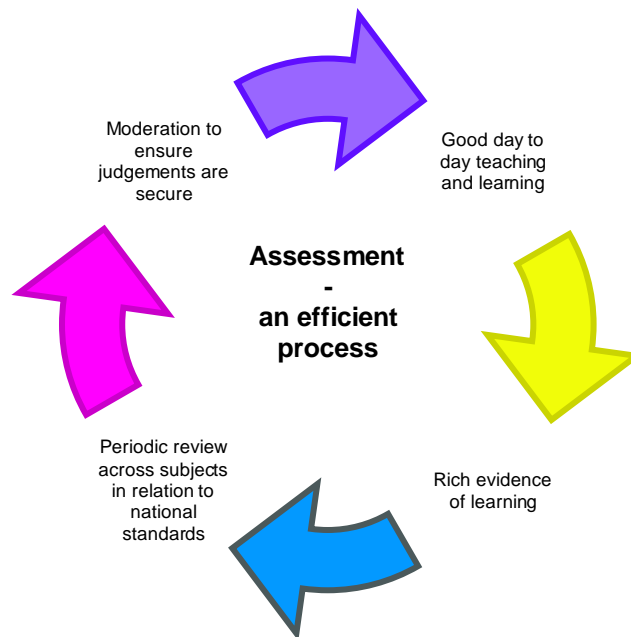 Moderation to
ensure
judgements are
secure
Good day to
day teaching
and learning
Assessment
-
an efficient
process
Periodic review
across subjects
in relation to
national
standards
Rich evidence
of learning